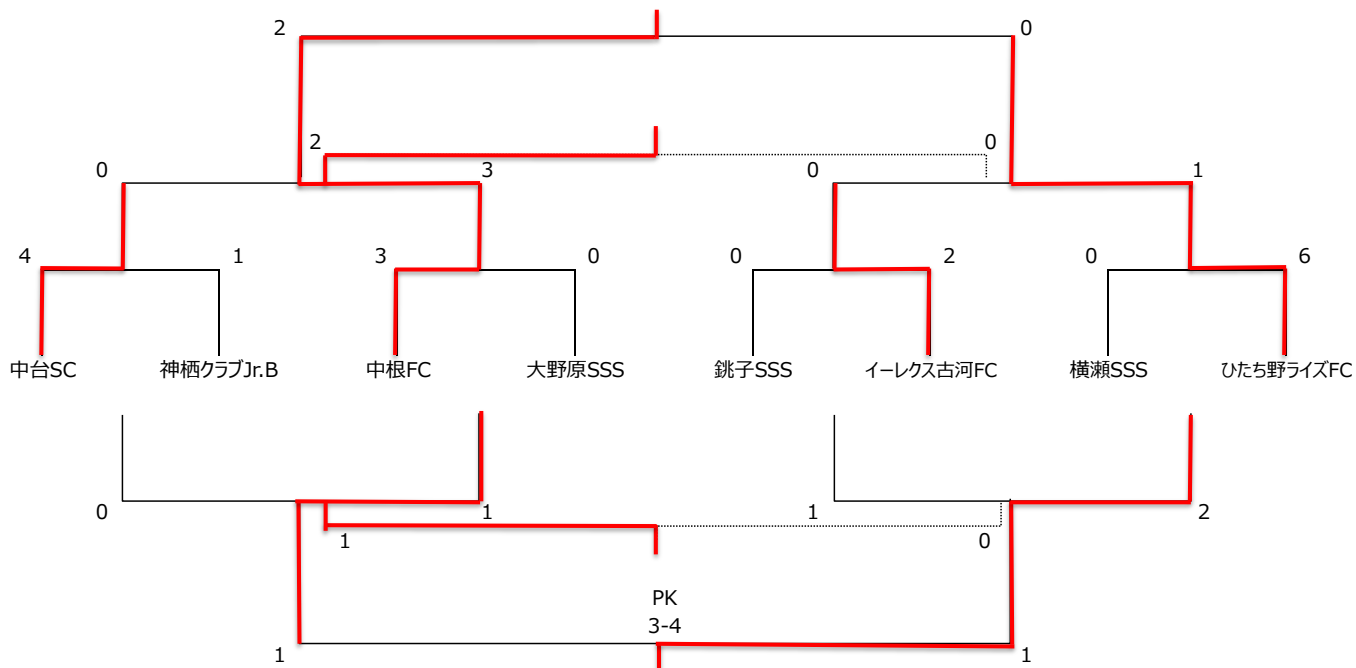 2 0
2 0
0 3 0 1
4 1 3 0 0 2 0 6
中台SC 神栖クラブJr.B 中根FC 大野原SSS 銚子SSS イーレクス古河FC 横瀬SSS ひたち野ライズFC
0 1 1 2
1 0
PK
3-4
1 1